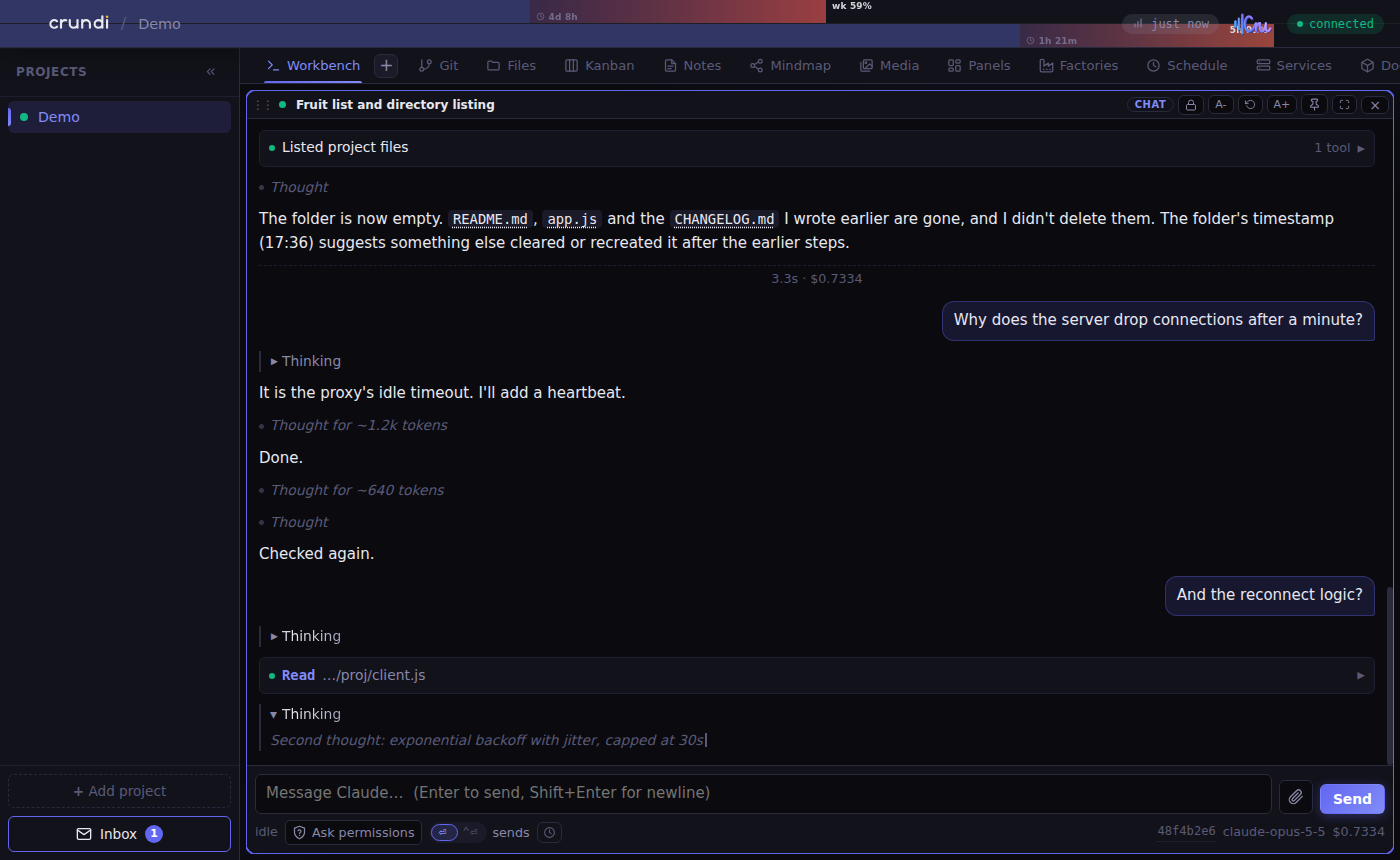 crundi / Demo
4d 8h
wk 59%
1h 21m
just now
connected
PROJECTS «
Demo
+ Add project
Inbox 1
Workbench + Git Files Kanban Notes Mindmap Media Panels Factories Schedule Services Do
Fruit list and directory listing
CHAT A- A+
Listed project files 1 tool
Thought
The folder is now empty. README.md, app.js and the CHANGELOG.md I wrote earlier are gone, and I didn't delete them. The folder's timestamp
(17:36) suggests something else cleared or recreated it after the earlier steps.
3.3s · $0.7334
Why does the server drop connections after a minute?
Thinking
It is the proxy's idle timeout. I'll add a heartbeat.
Thought for ~1.2k tokens
Done.
Thought for ~640 tokens
Thought
Checked again.
And the reconnect logic?
Thinking
Read …/proj/client.js
Thinking
Second thought: exponential backoff with jitter, capped at 30s
Message Claude… (Enter to send, Shift+Enter for newline)
Send
idle Ask permissions ⏎ ^⏎ sends
48f4b2e6 claude-opus-5-5 $0.7334